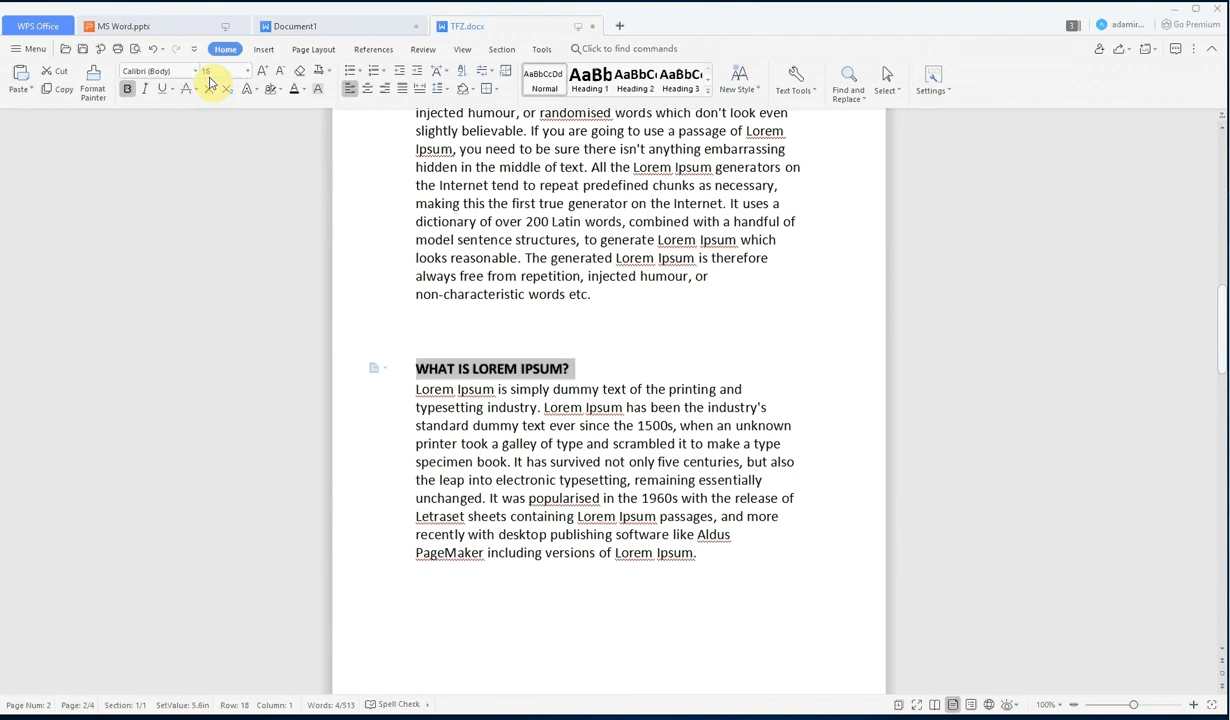 WPS Office MS Word.pptx Document1 TFZ.docx 3 adamir... Go Premium
Menu Home Insert Page Layout References Review View Section Tools Click to find commands
Paste Cut Copy Format Painter Calibri (Body) AaBbCcDd Normal AaBb Heading 1 AaBbC Heading 2 AaBbC Heading 3 New Style Text Tools Find and Replace Select Settings
injected humour, or randomised words which don't look even
slightly believable. If you are going to use a passage of Lorem
Ipsum, you need to be sure there isn't anything embarrassing
hidden in the middle of text. All the Lorem Ipsum generators on
the Internet tend to repeat predefined chunks as necessary,
making this the first true generator on the Internet. It uses a
dictionary of over 200 Latin words, combined with a handful of
model sentence structures, to generate Lorem Ipsum which
looks reasonable. The generated Lorem Ipsum is therefore
always free from repetition, injected humour, or
non-characteristic words etc.
WHAT IS LOREM IPSUM?
Lorem Ipsum is simply dummy text of the printing and
typesetting industry. Lorem Ipsum has been the industry's
standard dummy text ever since the 1500s, when an unknown
printer took a galley of type and scrambled it to make a type
specimen book. It has survived not only five centuries, but also
the leap into electronic typesetting, remaining essentially
unchanged. It was popularised in the 1960s with the release of
Letraset sheets containing Lorem Ipsum passages, and more
recently with desktop publishing software like Aldus
PageMaker including versions of Lorem Ipsum.
Page Num: 2 Page: 2/4 Section: 1/1 SetValue: 5.6in Row: 18 Column: 1 Words: 4/513 Spell Check 100%